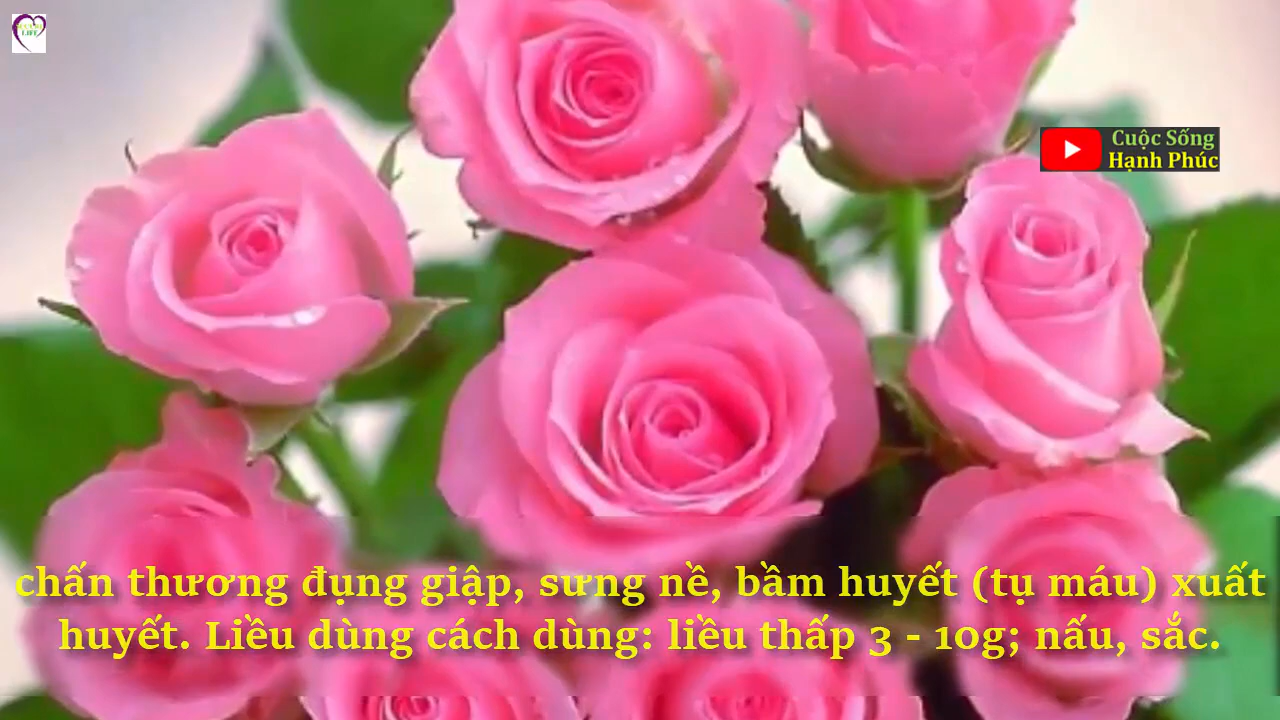 Cuộc Sống
Hạnh Phúc
chấn thương đụng giập, sưng nề, bầm huyết (tụ máu) xuất
huyết. Liều dùng cách dùng: liều thấp 3 - 10g; nấu, sắc.